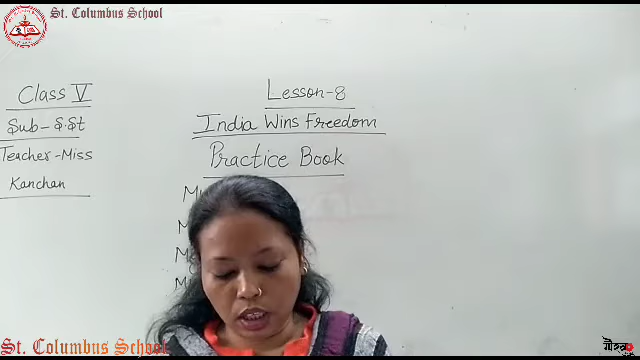 St. Columbus School
Class V
Sub - S.St
Teacher - Miss
Kanchan
Lesson-8
India Wins Freedom
Practice Book
St. Columbus School